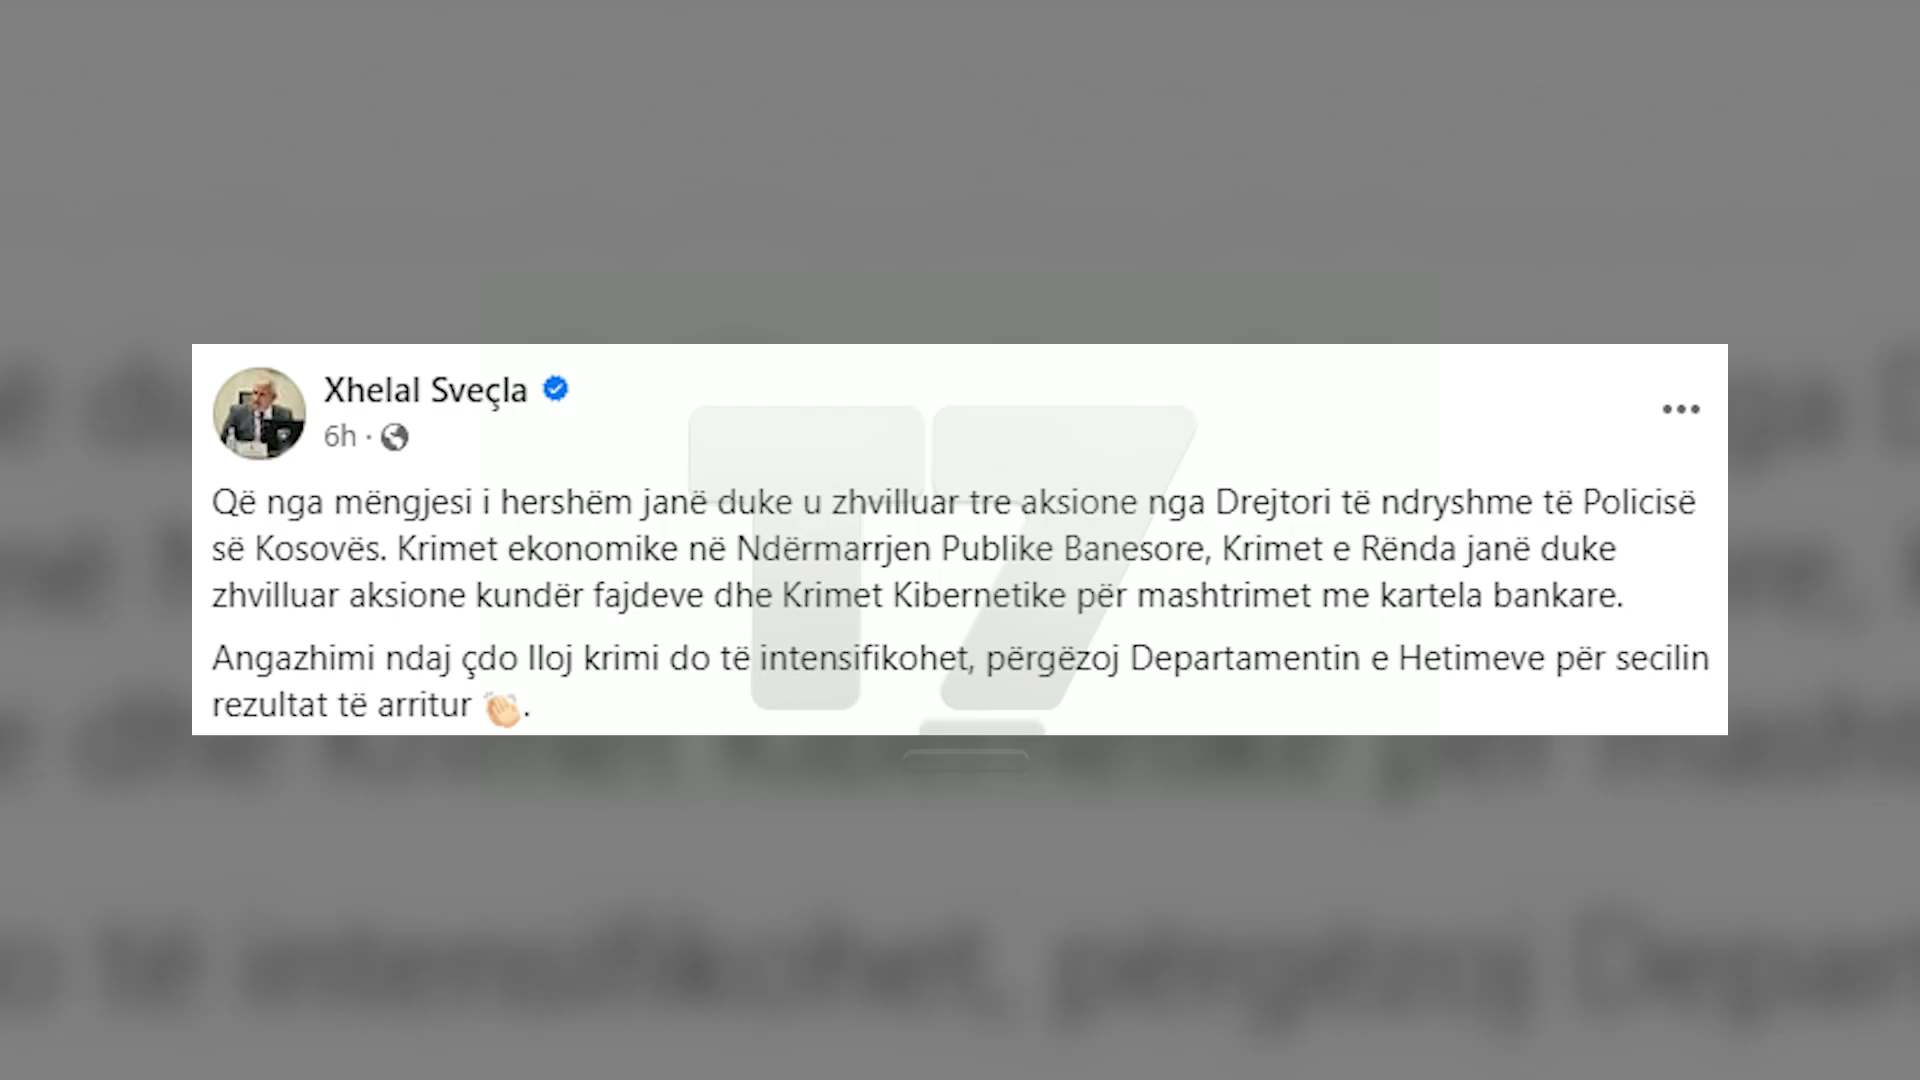 Xhelal Sveçla
6h ·
Që nga mëngjesi i hershëm janë duke u zhvilluar tre aksione nga Drejtori të ndryshme të Policisë
së Kosovës. Krimet ekonomike në Ndërmarrjen Publike Banesore, Krimet e Rënda janë duke
zhvilluar aksione kundër fajdeve dhe Krimet Kibernetike për mashtrimet me kartela bankare.
Angazhimi ndaj çdo lloj krimi do të intensifikohet, përgëzoj Departamentin e Hetimeve për secilin
rezultat të arritur 👏🏻.
T7